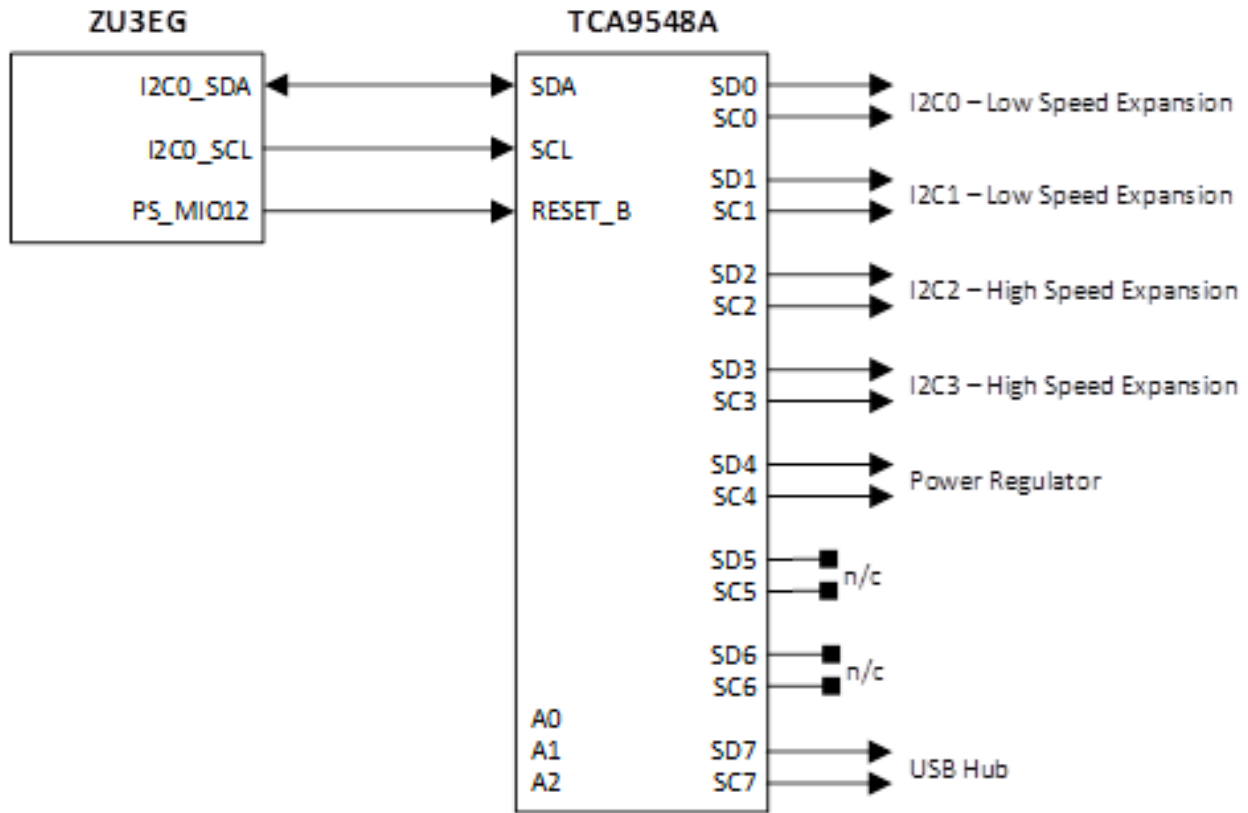 ZU3EG
TCA9548A
I2C0_SDA
I2C0_SCL
PS_MIO12
SDA
SCL
RESET_B
A0
A1
A2
SD0
SC0
I2C0 – Low Speed Expansion
SD1
SC1
I2C1 – Low Speed Expansion
SD2
SC2
I2C2 – High Speed Expansion
SD3
SC3
I2C3 – High Speed Expansion
SD4
SC4
Power Regulator
SD5
SC5
n/c
SD6
SC6
n/c
SD7
SC7
USB Hub